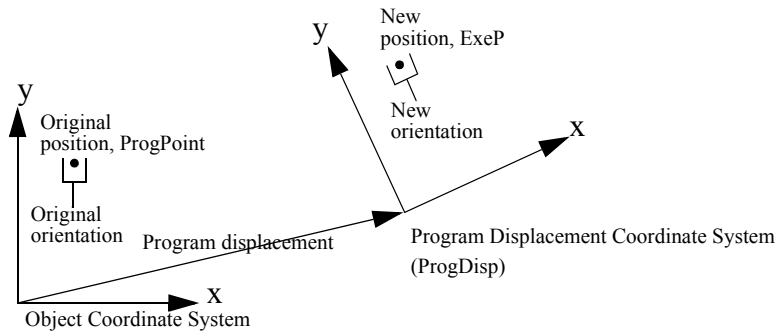 New
position, ExeP
y
New
orientation
x
y
Original
position, ProgPoint
Original
orientation
Program displacement
Program Displacement Coordinate System
(ProgDisp)
x
Object Coordinate System